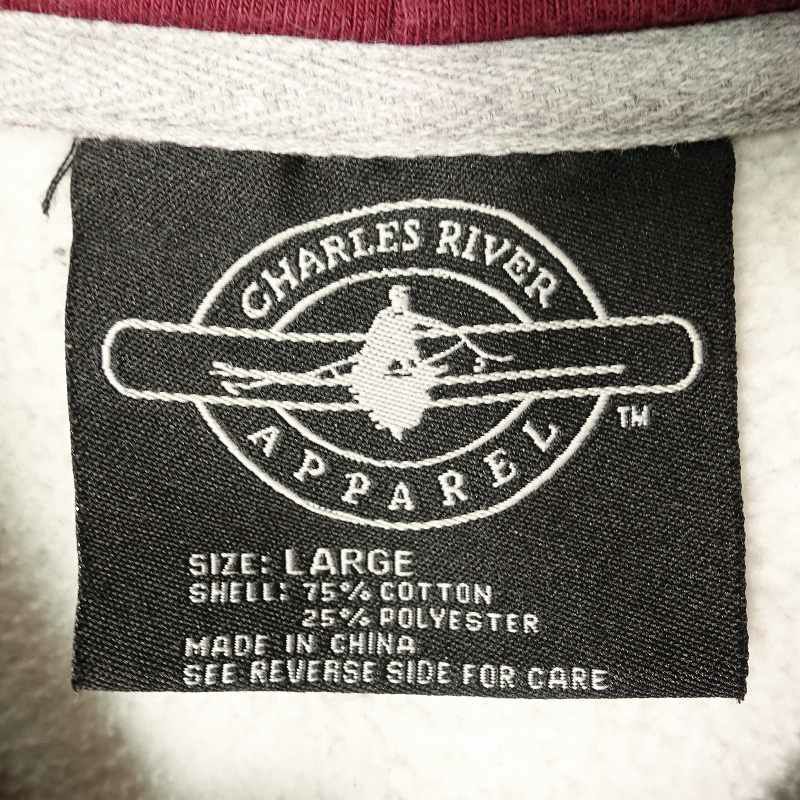 CHARLES RIVER
APPAREL
TM
SIZE: LARGE
SHELL: 75% COTTON
25% POLYESTER
MADE IN CHINA
SEE REVERSE SIDE FOR CARE